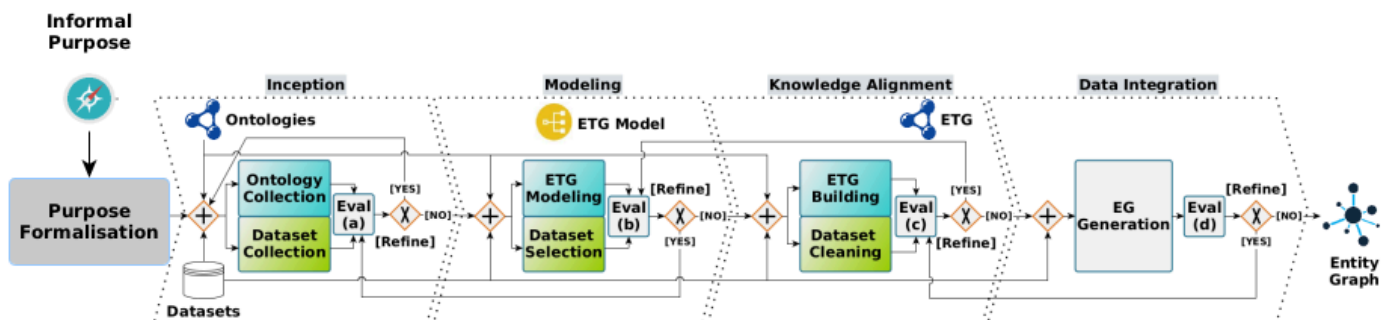 Informal
Purpose
Purpose
Formalisation
Inception
Ontologies
Ontology
Collection
Dataset
Collection
Eval
(a)
[YES]
[NO]
[Refine]
Datasets
Modeling
ETG Model
ETG
Modeling
Dataset
Selection
Eval
(b)
[Refine]
[NO]
[YES]
Knowledge Alignment
ETG
ETG
Building
Dataset
Cleaning
Eval
(c)
[YES]
[NO]
[Refine]
Data Integration
EG
Generation
Eval
(d)
[Refine]
[NO]
[YES]
Entity
Graph